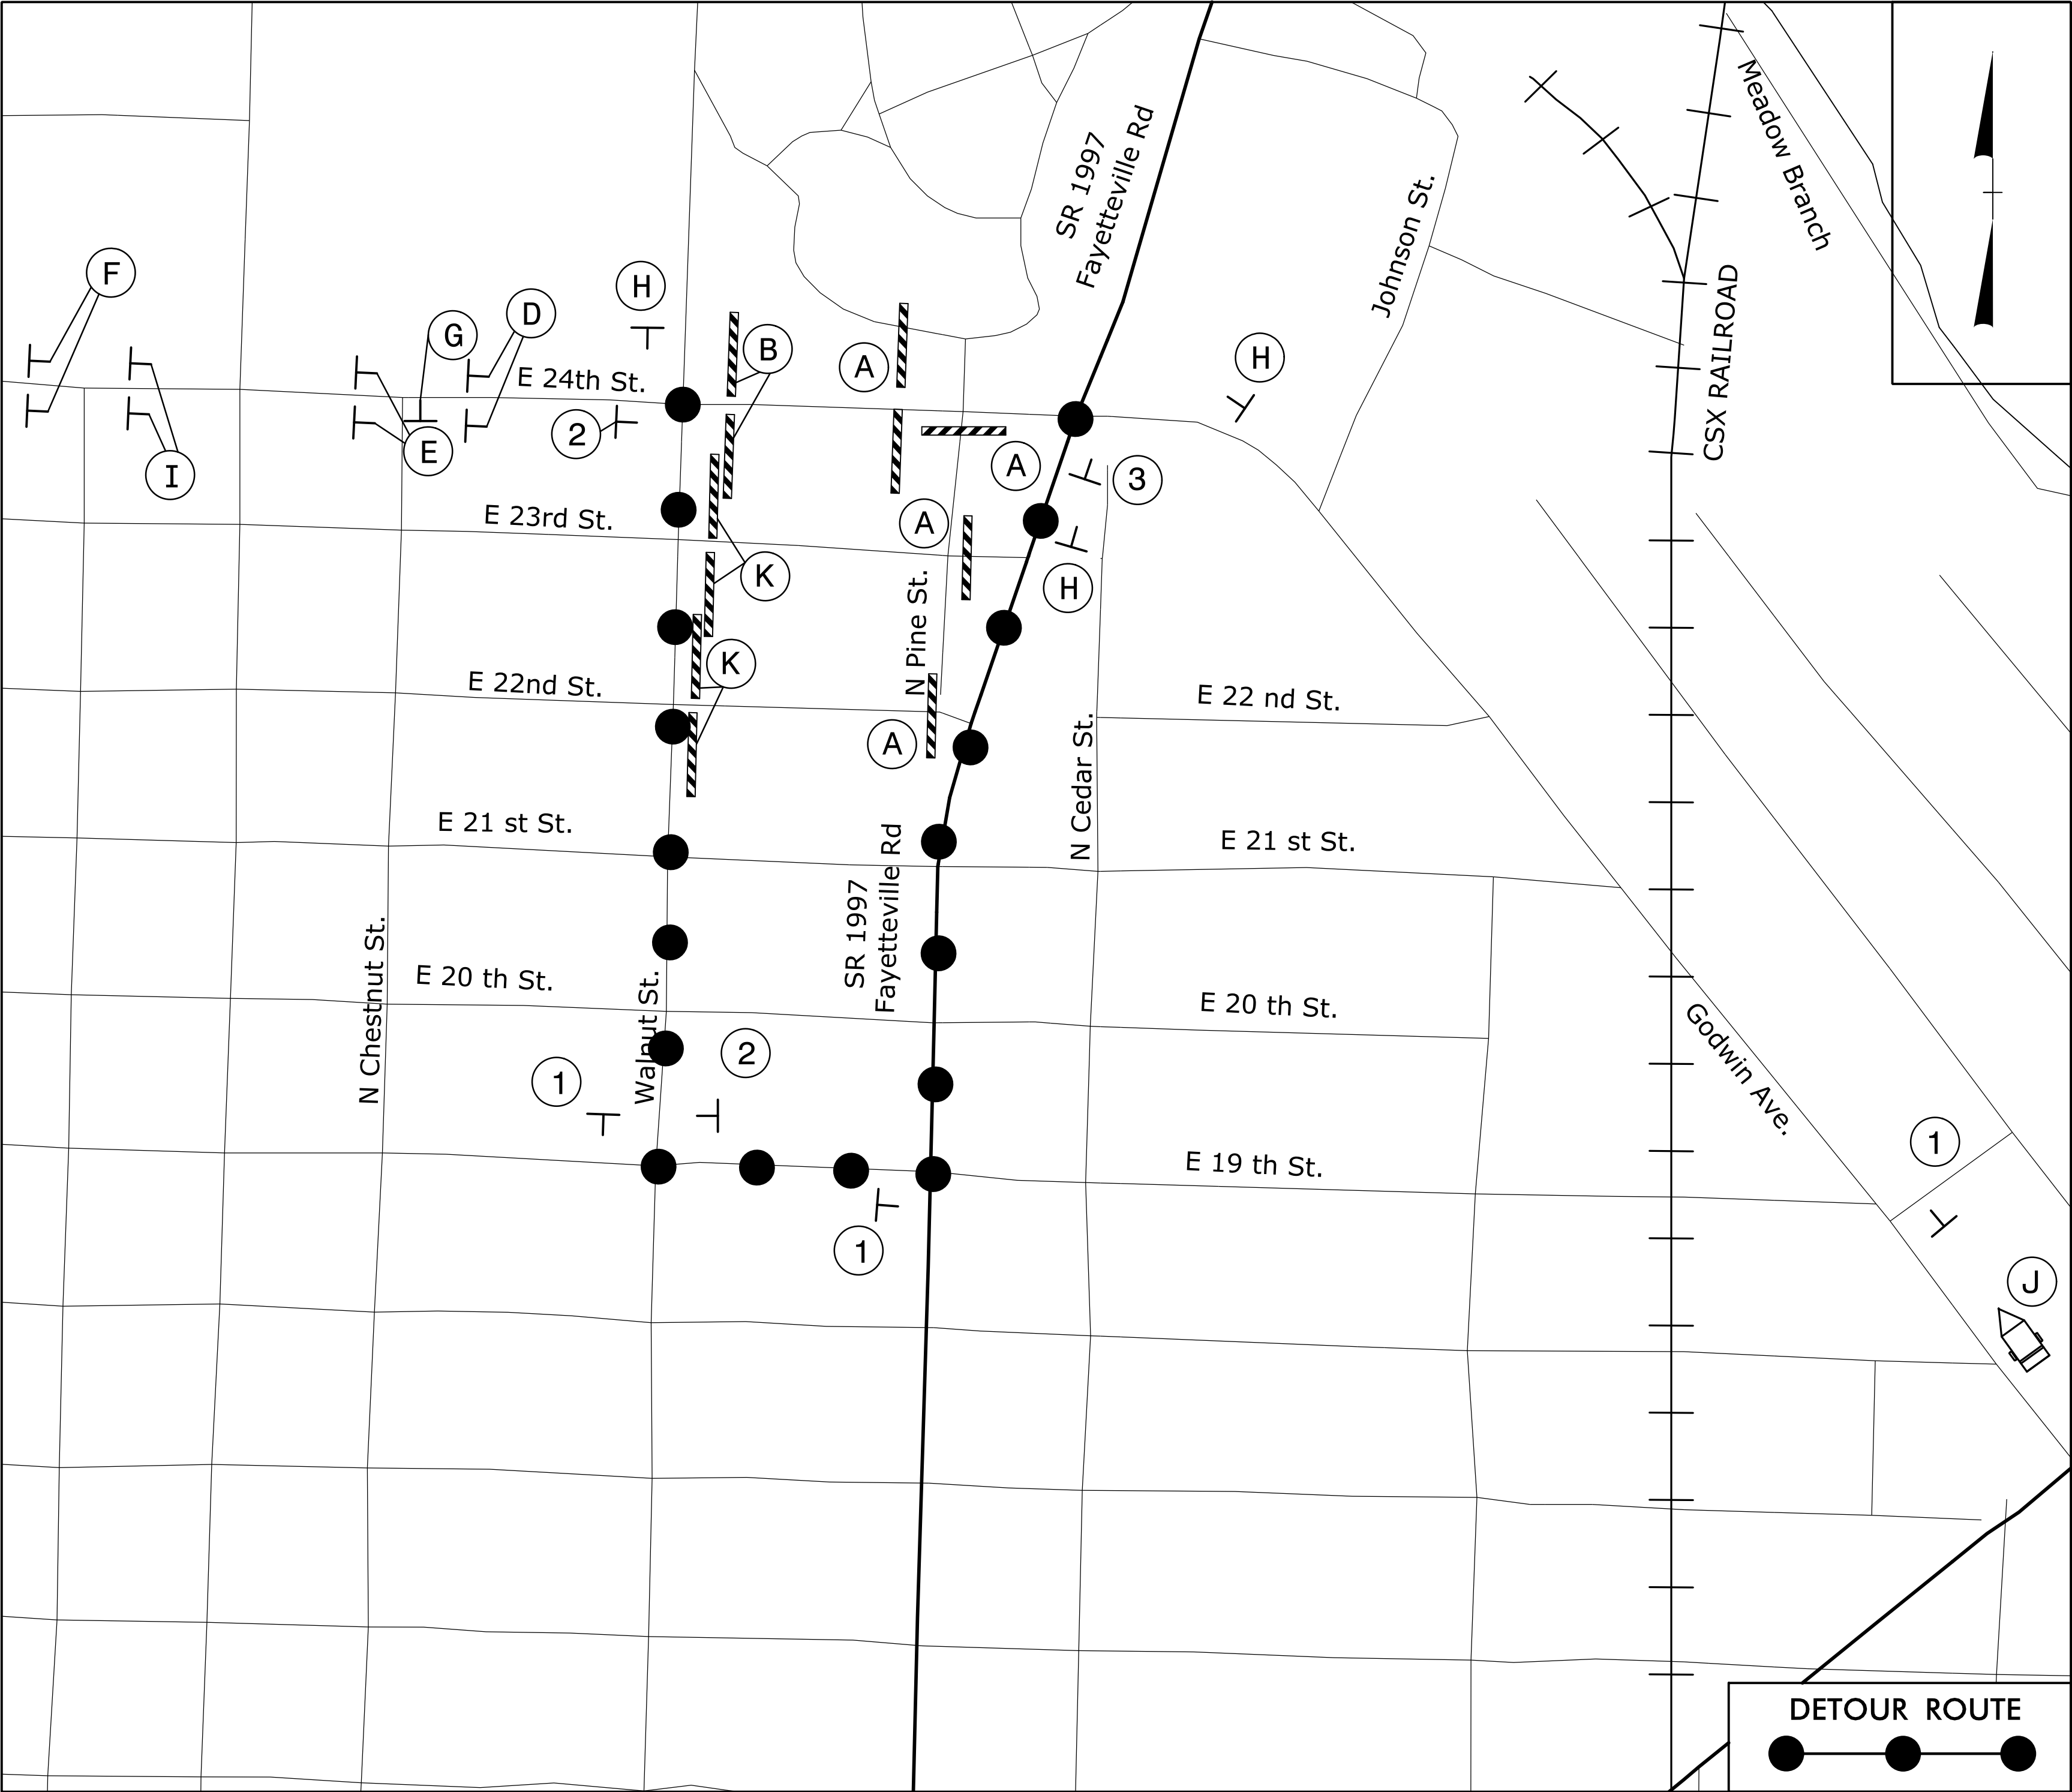 Meadow Branch
SR 1997
Fayetteville Rd
Johnson St.
CSX RAILROAD
F
H
G
D
B
A
H
E 24th St.
2
E
I
A
3
E 23rd St.
A
K
H
N Pine St.
K
E 22nd St.
E 22 nd St.
A
N Cedar St.
E 21 st St.
E 21 st St.
SR 1997
Fayetteville Rd
N Chestnut St.
E 20 th St.
Walnut St.
E 20 th St.
Godwin Ave.
1
2
1
E 19 th St.
1
J
DETOUR ROUTE